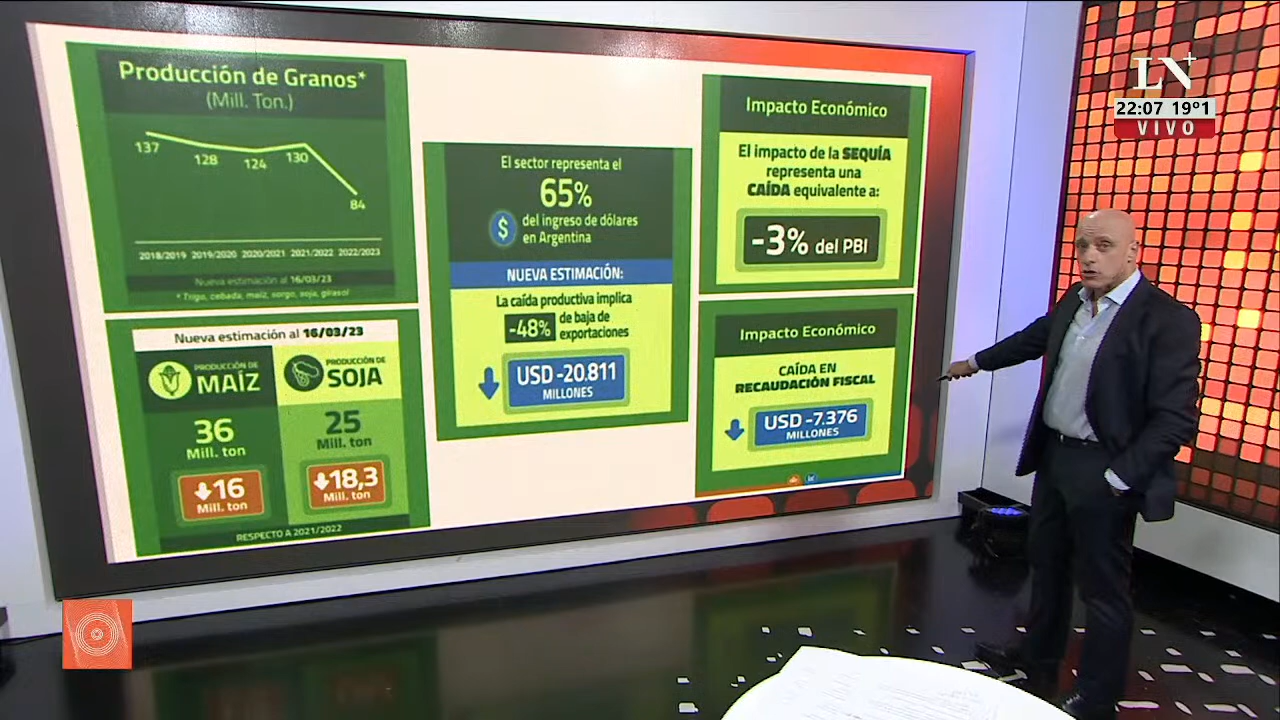 Producción de Granos*
(Mill. Ton.)
137
128
124
130
84
2018/2019 2019/2020 2020/2021 2021/2022 2022/2023
Nueva estimación al 16/03/23
* Trigo, cebada, maíz, sorgo, soja, girasol
Nueva estimación al 16/03/23
PRODUCCIÓN DE
MAÍZ
36
Mill. ton
↓16
Mill. ton
PRODUCCIÓN DE
SOJA
25
Mill. ton
↓18,3
Mill. ton
RESPECTO A 2021/2022
El sector representa el
65%
$
del ingreso de dólares
en Argentina
NUEVA ESTIMACIÓN:
La caída productiva implica
-48% de baja de
exportaciones
USD -20.811
MILLONES
Impacto Económico
El impacto de la SEQUÍA
representa una
CAÍDA equivalente a:
-3% del PBI
Impacto Económico
CAÍDA EN
RECAUDACIÓN FISCAL
USD -7.376
MILLONES
LN+
22:07 19°1
VIVO